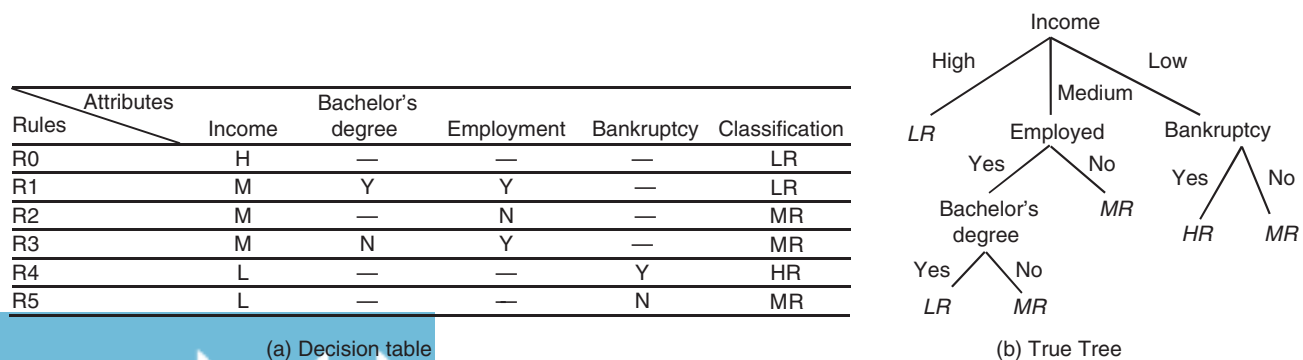 Attributes
Rules
Income Bachelor's degree Employment Bankruptcy Classification
R0 H — — — LR
R1 M Y Y — LR
R2 M — N — MR
R3 M N Y — MR
R4 L — — Y HR
R5 L — — N MR
(a) Decision table
Income
High Medium Low
LR Employed Bankruptcy
Yes No Yes No
Bachelor's degree MR HR MR
Yes No
LR MR
(b) True Tree